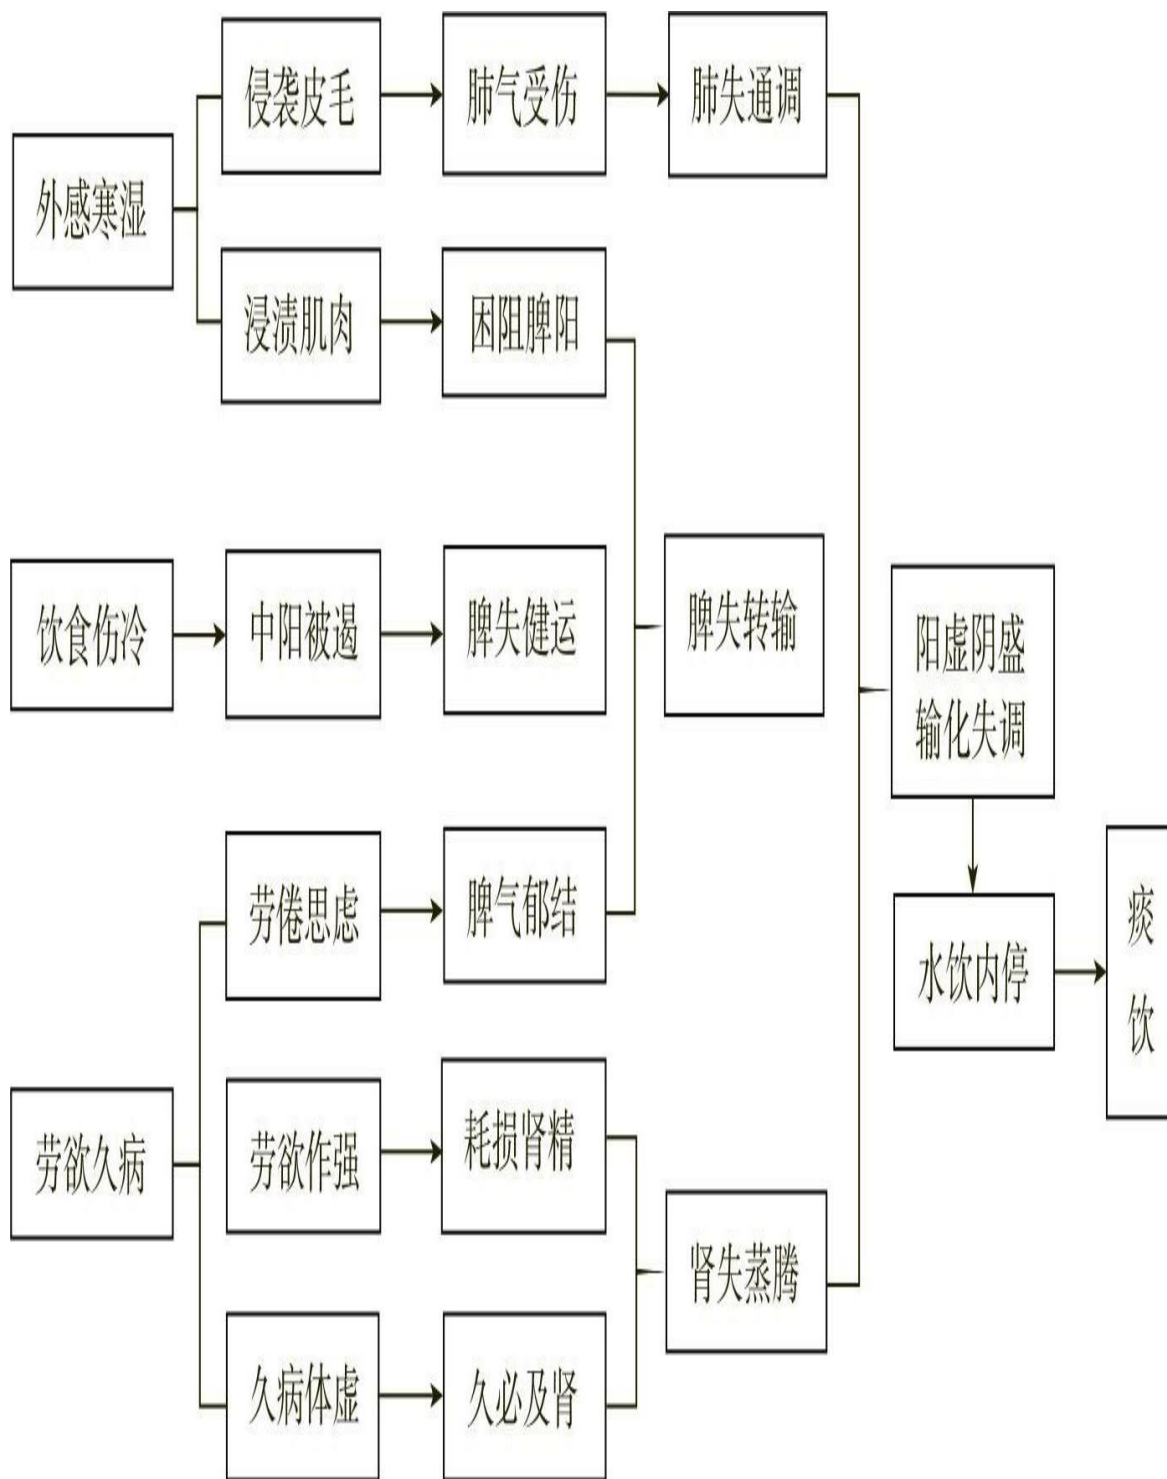 侵袭皮毛
肺气受伤
肺失通调
外感寒湿
浸渍肌肉
困阻脾阳
饮食伤冷
中阳被遏
脾失健运
脾失转输
阳虚阴盛
输化失调
劳倦思虑
脾气郁结
水饮内停
痰
饮
劳欲久病
劳欲作强
耗损肾精
肾失蒸腾
久病体虚
久必及肾